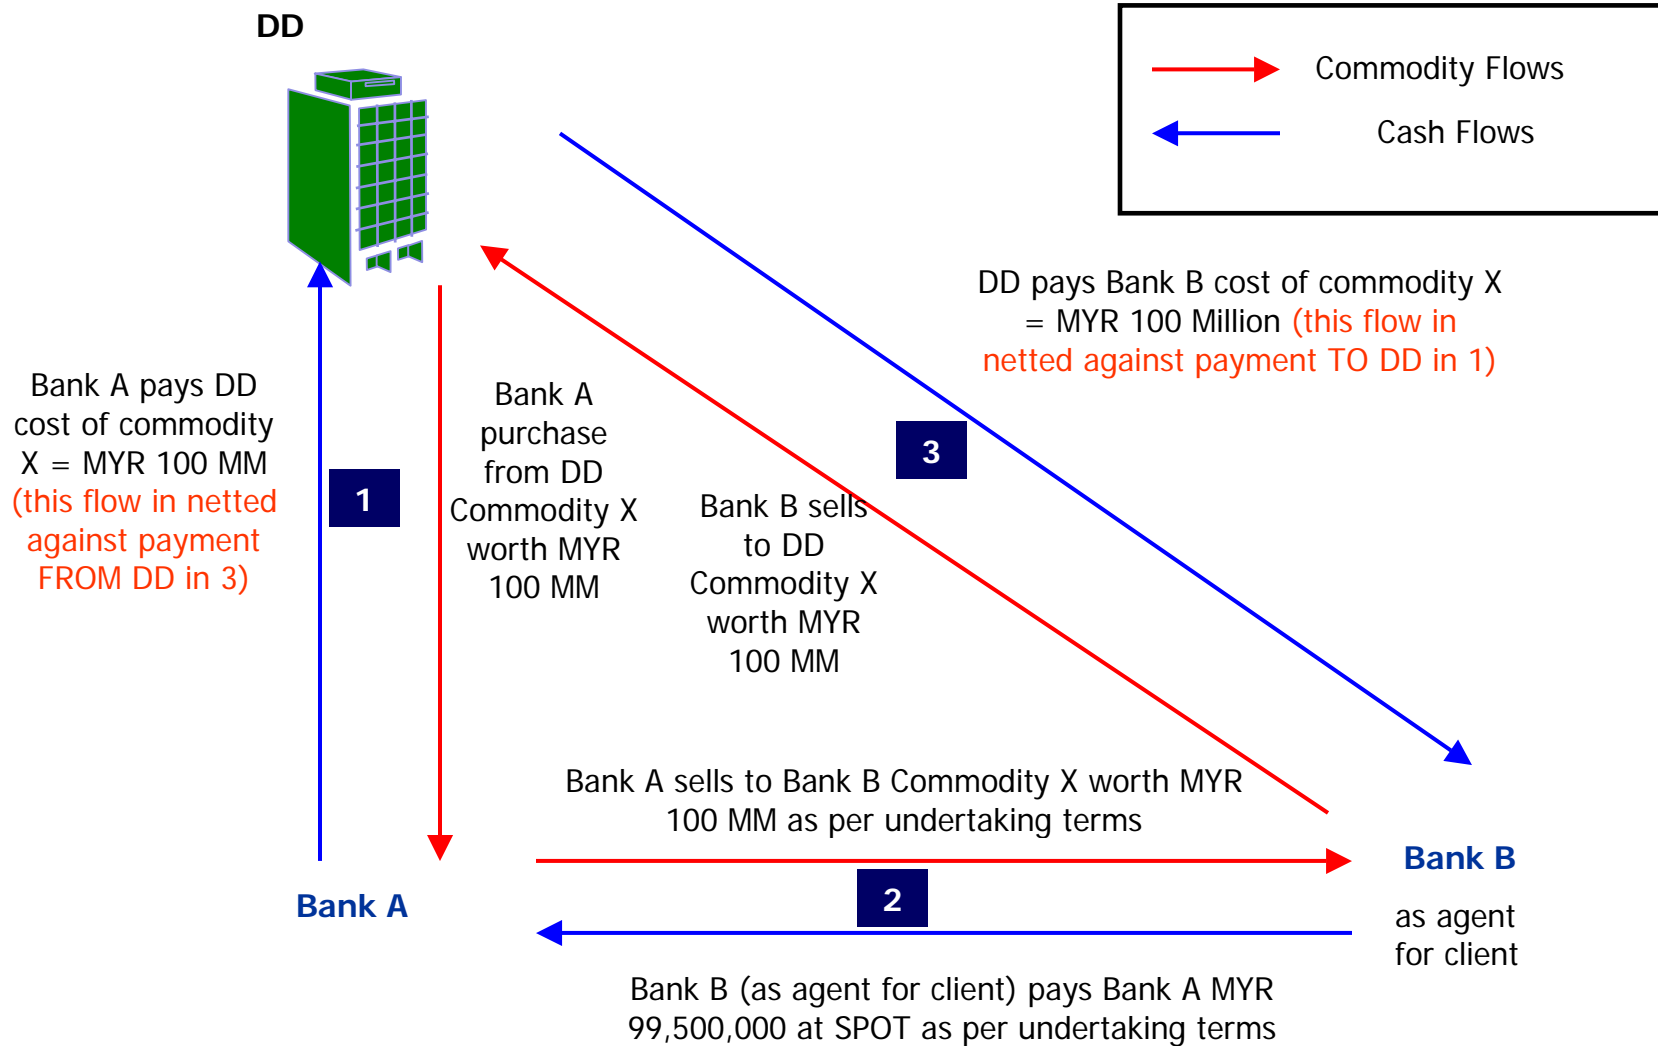 DD
Commodity Flows
Cash Flows
DD pays Bank B cost of commodity X
= MYR 100 Million (this flow in
netted against payment TO DD in 1)
Bank A pays DD
cost of commodity
X = MYR 100 MM
(this flow in netted
against payment
FROM DD in 3)
1
Bank A
purchase
from DD
Commodity X
worth MYR
100 MM
3
Bank B sells
to DD
Commodity X
worth MYR
100 MM
Bank A sells to Bank B Commodity X worth MYR
100 MM as per undertaking terms
Bank A
2
Bank B
as agent
for client
Bank B (as agent for client) pays Bank A MYR
99,500,000 at SPOT as per undertaking terms